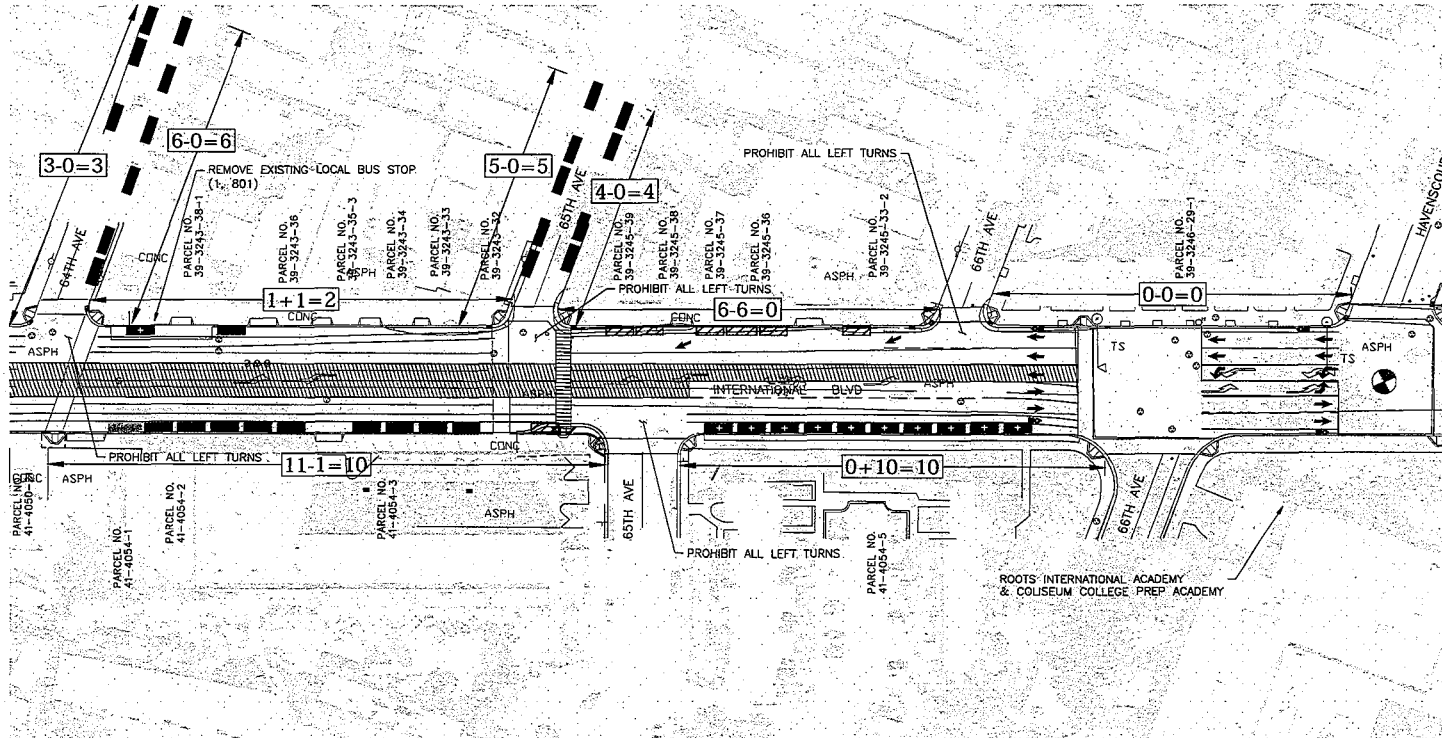 3-0=3
6-0=6
5-0=5
4-0=4
64TH AVE
65TH AVE
66TH AVE
REMOVE EXISTING LOCAL BUS STOP
(1, 801)
PROHIBIT ALL LEFT TURNS
CONC
PARCEL NO.
39-3243-38-1
PARCEL NO.
39-3243-36
PARCEL NO.
39-3243-35-3
PARCEL NO.
39-3243-34
PARCEL NO.
39-3243-33
PARCEL NO.
39-3243-32
PARCEL NO.
39-3245-39
PARCEL NO.
39-3245-38
PARCEL NO.
39-3245-37
PARCEL NO.
39-3245-36
PARCEL NO.
39-3245-33-2
PARCEL NO.
39-3246-29-1
ASPH
ASPH
PROHIBIT ALL LEFT TURNS
1+1=2
6-6=0
0-0=0
CONC
CONC
ASPH
TS
TS
ASPH
INTERNATIONAL BLVD
ASPH
ASPH
CONC
PROHIBIT ALL LEFT TURNS
11-1=10
0+10=10
ASPH
PARCEL NO.
41-4054-1
PARCEL NO.
41-4054-2
PARCEL NO.
41-4054-3
ASPH
65TH AVE
PROHIBIT ALL LEFT TURNS
PARCEL NO.
41-4054-5
66TH AVE
ROOTS INTERNATIONAL ACADEMY
& COLISEUM COLLEGE PREP ACADEMY